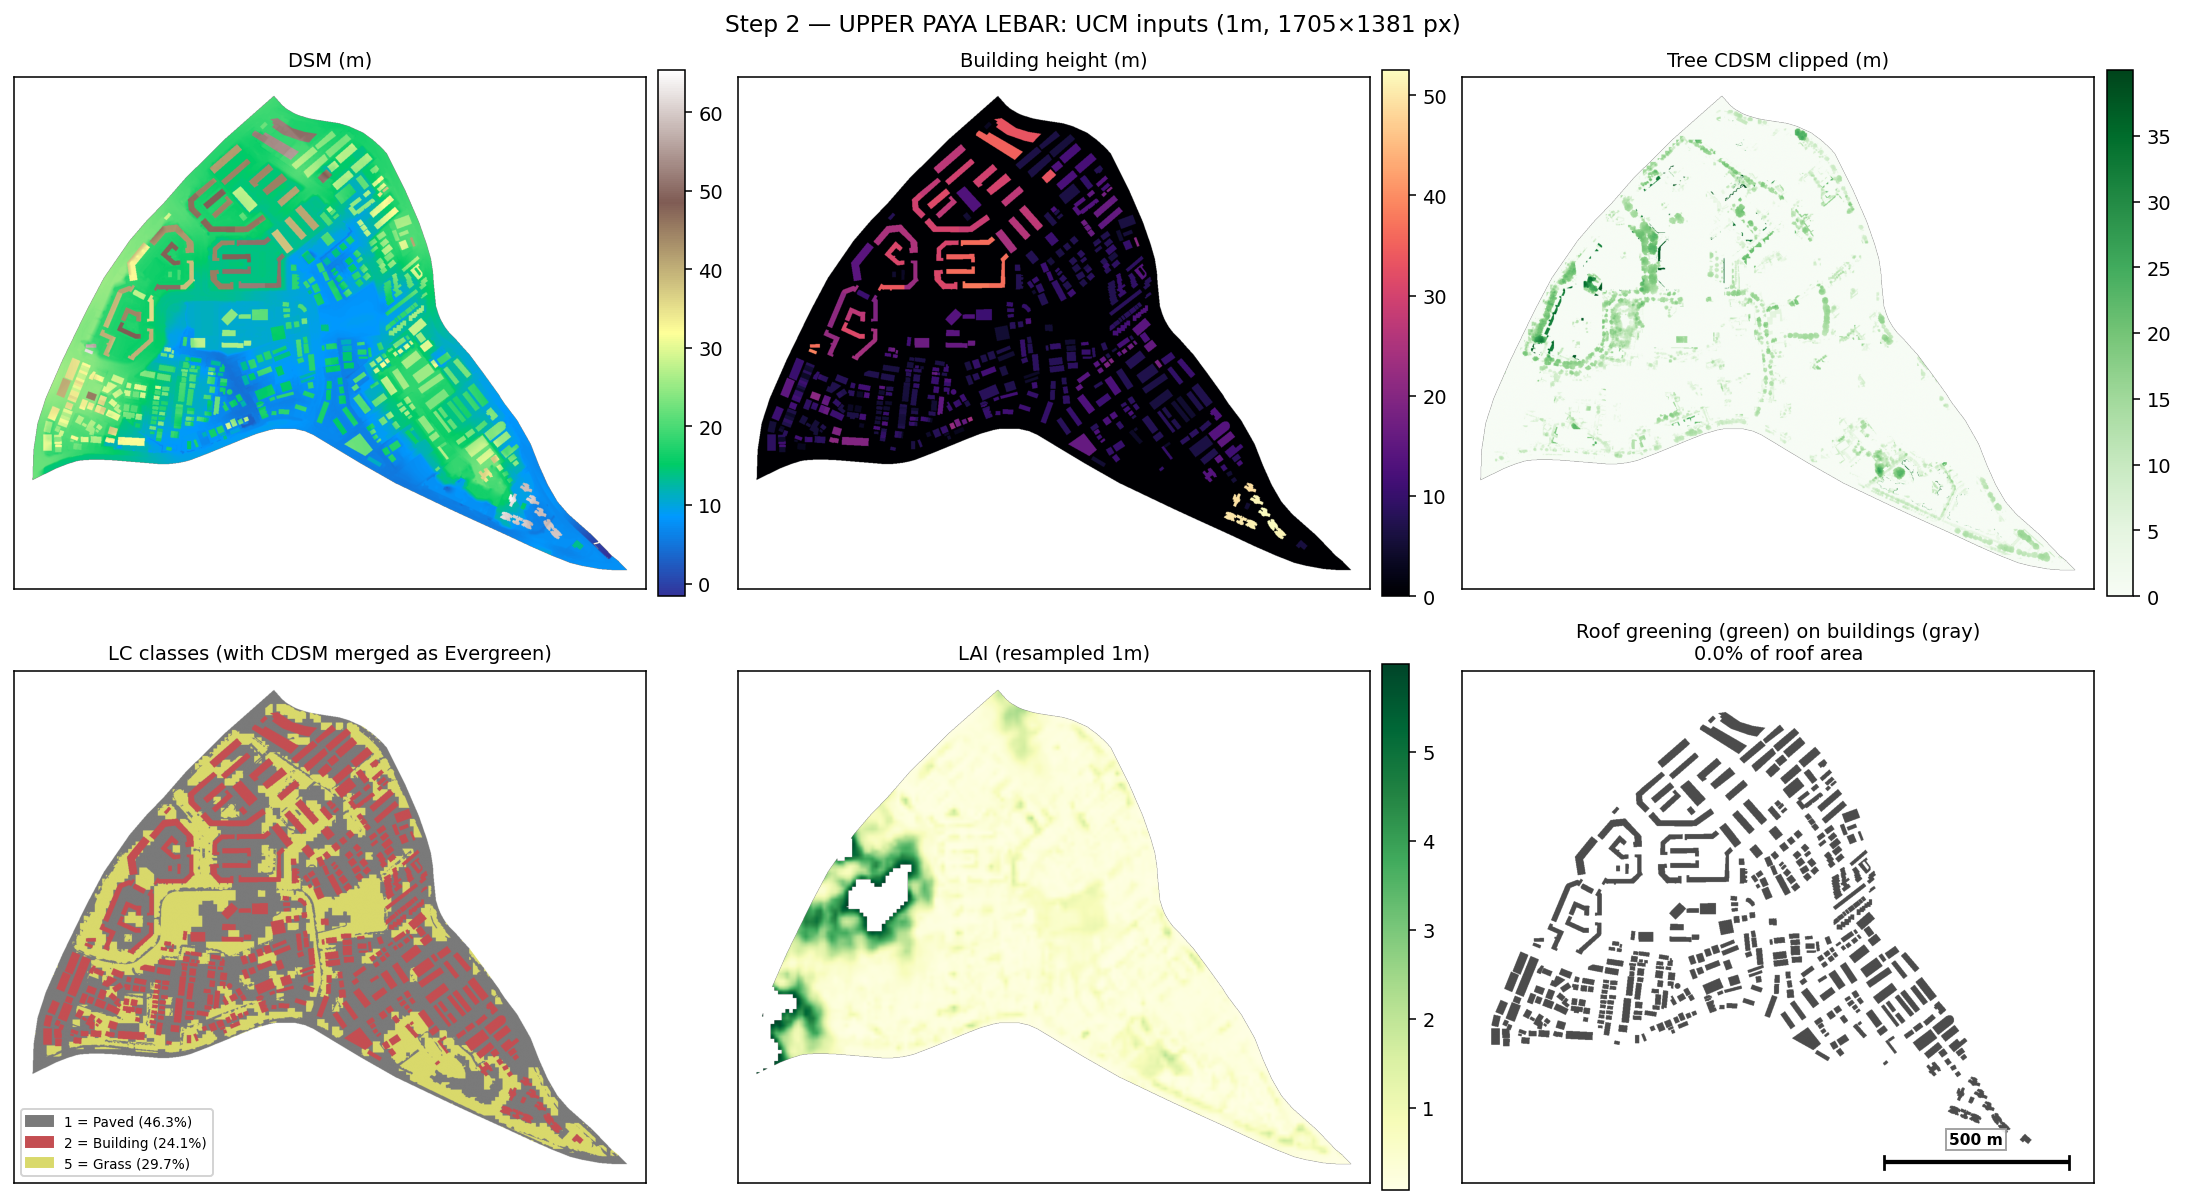 Step 2 — UPPER PAYA LEBAR: UCM inputs (1m, 1705×1381 px)
DSM (m)
60
50
40
30
20
10
0
Building height (m)
50
40
30
20
10
0
Tree CDSM clipped (m)
35
30
25
20
15
10
5
0
LC classes (with CDSM merged as Evergreen)
1 = Paved (46.3%)
2 = Building (24.1%)
5 = Grass (29.7%)
LAI (resampled 1m)
5
4
3
2
1
Roof greening (green) on buildings (gray)
0.0% of roof area
500 m